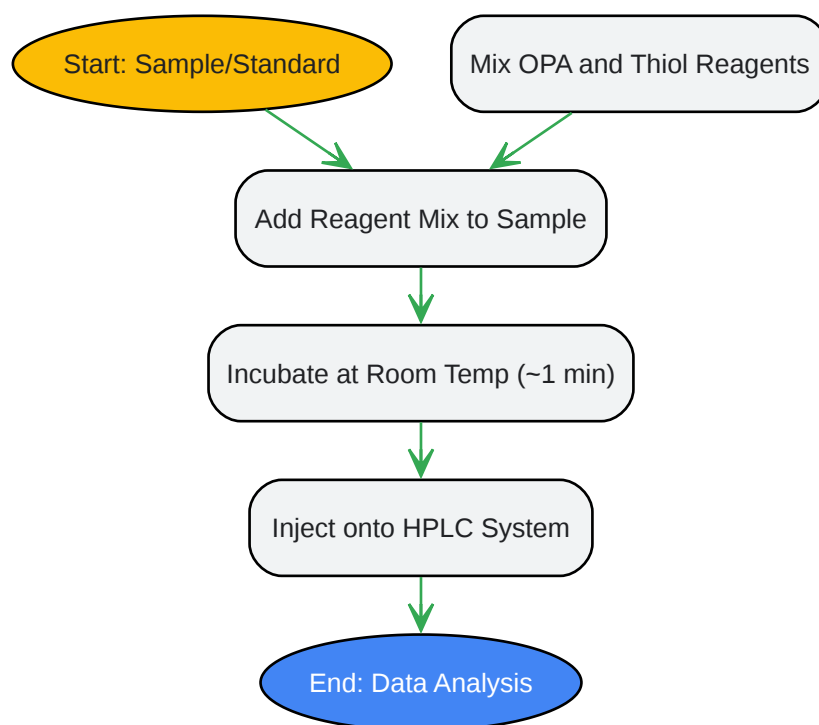 Start: Sample/Standard
Mix OPA and Thiol Reagents
Add Reagent Mix to Sample
Incubate at Room Temp (~1 min)
Inject onto HPLC System
End: Data Analysis